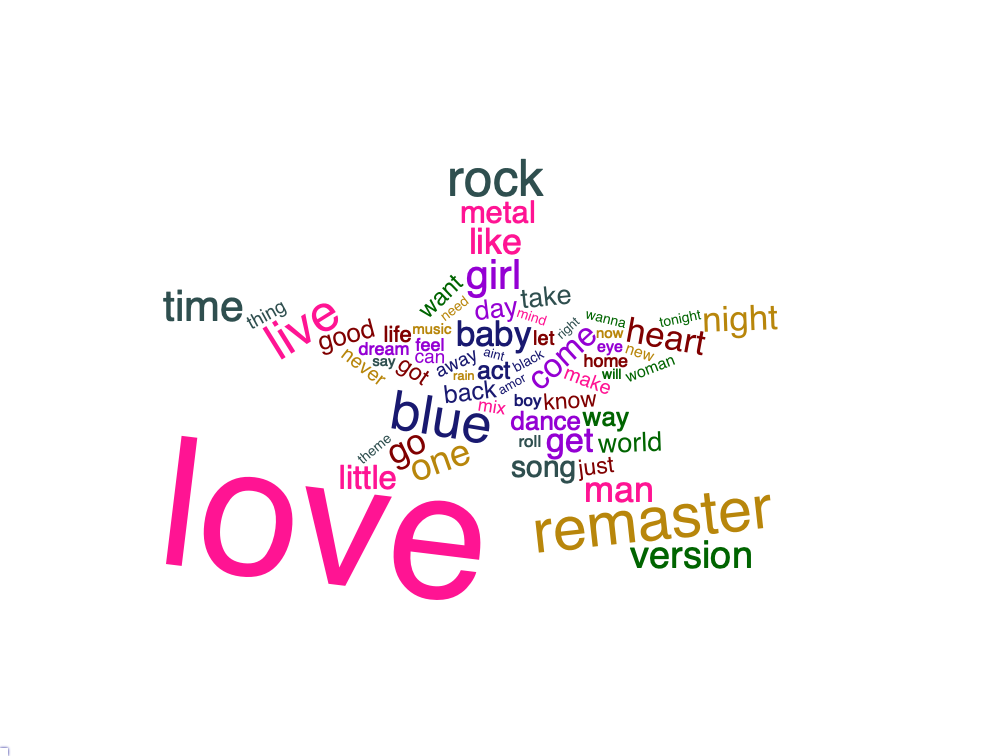 rock
metal
like
girl
want
need
day
take
mind
time
thing
live
good
life
music
baby
let
right
wanna
now
tonight
night
heart
come
eye
new
home
will
woman
dream
feel
can
say
never
got
away
aint
black
rain
act
make
back
amor
mix
boy
know
blue
dance
way
roll
get
world
theme
go
one
song
just
little
man
love
remaster
version